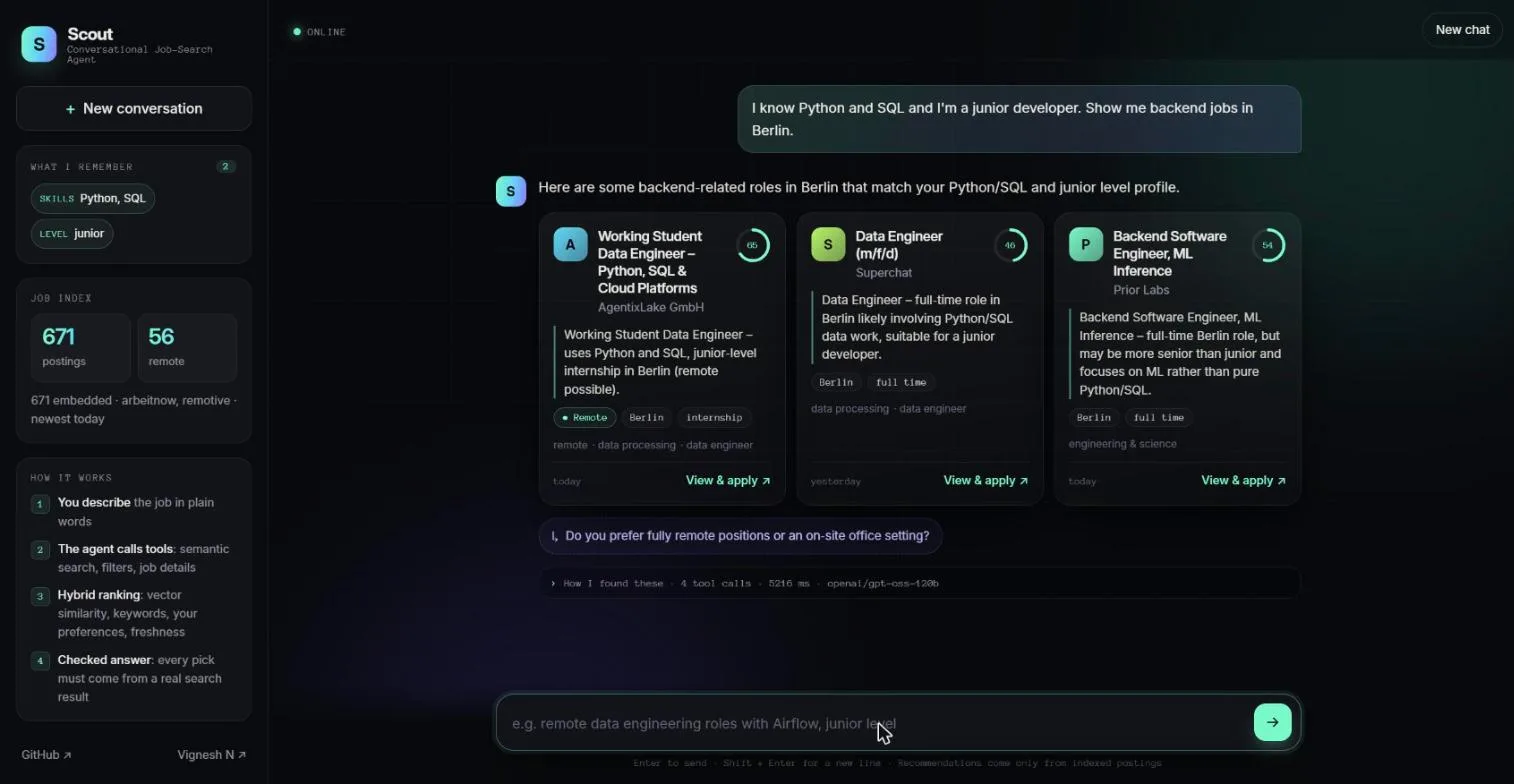 S
Scout
Conversational Job-Search
Agent
+ New conversation
WHAT I REMEMBER 2
SKILLS Python, SQL
LEVEL junior
JOB INDEX
671
postings
56
remote
671 embedded · arbeitnow, remotive ·
newest today
HOW IT WORKS
1 You describe the job in plain
words
2 The agent calls tools: semantic
search, filters, job details
3 Hybrid ranking: vector
similarity, keywords, your
preferences, freshness
4 Checked answer: every pick
must come from a real search
result
GitHub ↗
Vignesh N ↗
ONLINE
New chat
I know Python and SQL and I'm a junior developer. Show me backend jobs in
Berlin.
S
Here are some backend-related roles in Berlin that match your Python/SQL and junior level profile.
A
Working Student
Data Engineer –
Python, SQL &
Cloud Platforms
AgentixLake GmbH
65
Working Student Data Engineer –
uses Python and SQL, junior-level
internship in Berlin (remote
possible).
Remote Berlin internship
remote · data processing · data engineer
today
View & apply ↗
S
Data Engineer
(m/f/d)
Superchat
46
Data Engineer – full-time role in
Berlin likely involving Python/SQL
data work, suitable for a junior
developer.
Berlin full time
data processing · data engineer
yesterday
View & apply ↗
P
Backend Software
Engineer, ML
Inference
Prior Labs
54
Backend Software Engineer, ML
Inference – full-time Berlin role, but
may be more senior than junior and
focuses on ML rather than pure
Python/SQL.
Berlin full time
engineering & science
today
View & apply ↗
Do you prefer fully remote positions or an on-site office setting?
› How I found these · 4 tool calls · 5216 ms · openai/gpt-oss-120b
e.g. remote data engineering roles with Airflow, junior level
Enter to send · Shift + Enter for a new line · Recommendations come only from indexed postings